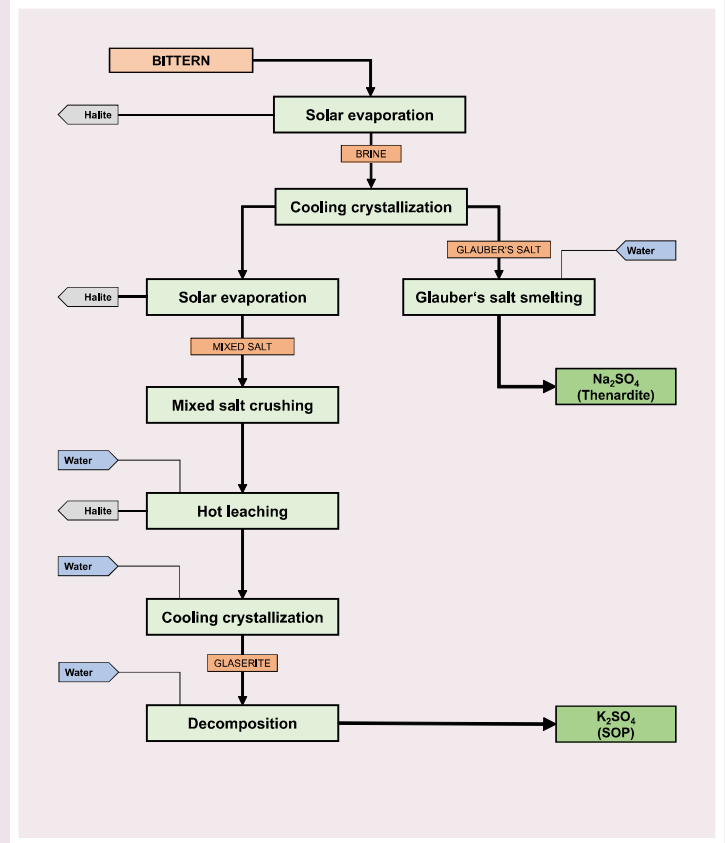 BITTERN
Halite
Solar evaporation
BRINE
Cooling crystallization
GLAUBER'S SALT
Water
Halite
Solar evaporation
Glauber‘s salt smelting
MIXED SALT
Na₂SO₄
(Thenardite)
Mixed salt crushing
Water
Halite
Hot leaching
Water
Cooling crystallization
GLASERITE
Water
Decomposition
K₂SO₄
(SOP)